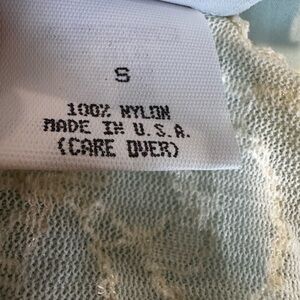 S
100% NYLON
MADE IN U.S.A.
(CARE OVER)